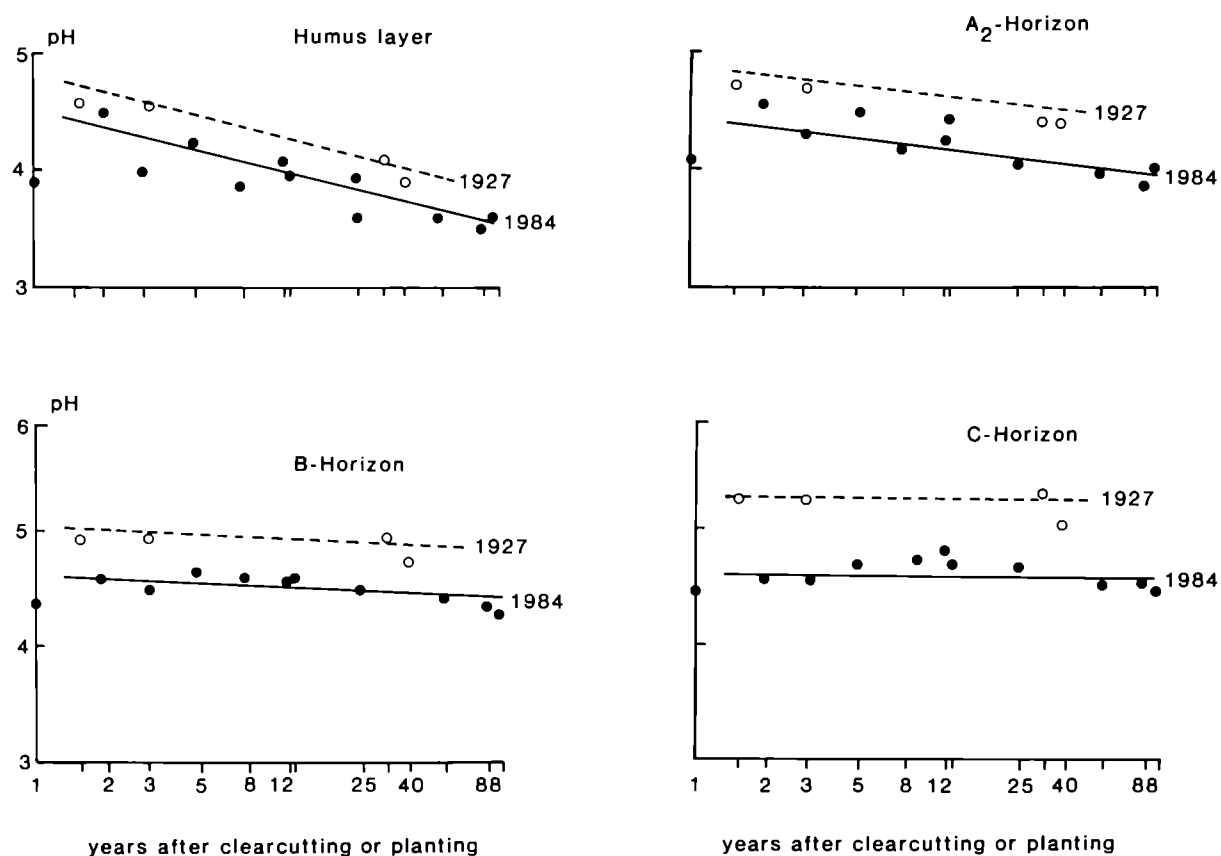 pH
Humus layer
5
4
3
1927
1984
A2-Horizon
1927
1984
pH
B-Horizon
6
5
4
3
1927
1984
1 2 3 5 8 12 25 40 88
years after clearcutting or planting
C-Horizon
1927
1984
1 2 3 5 8 12 25 40 88
years after clearcutting or planting